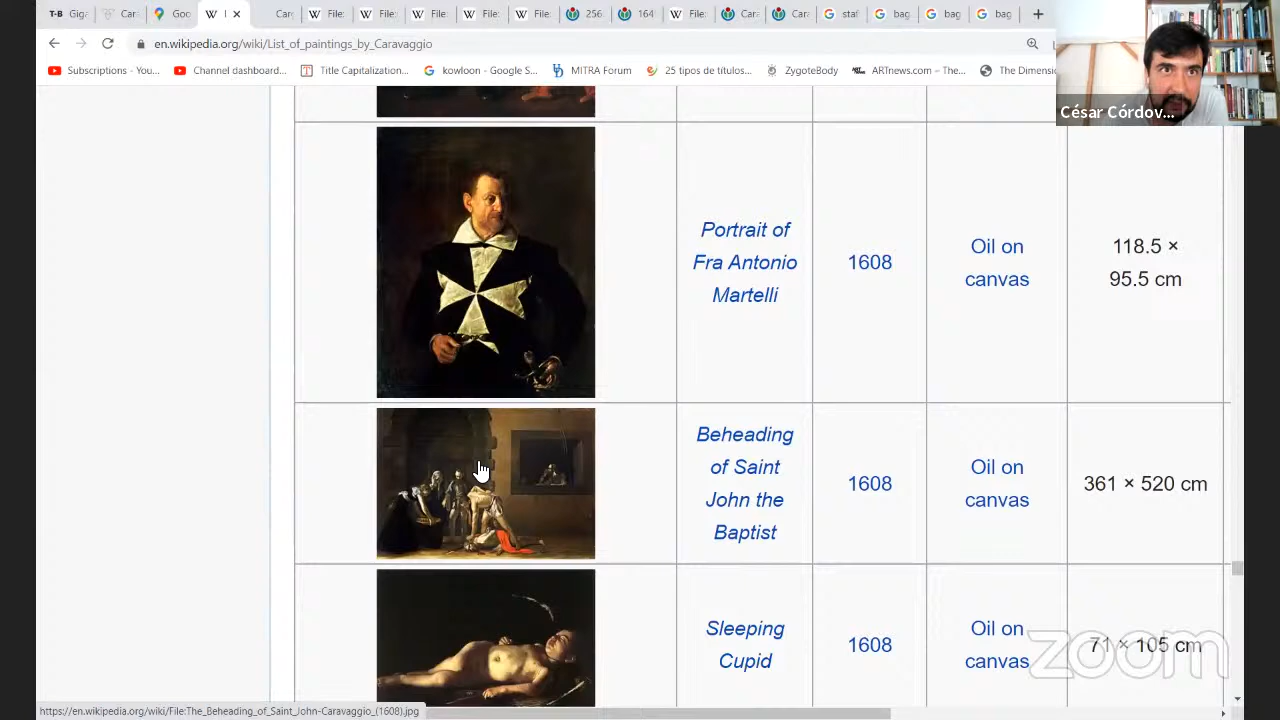 T-B Giga Car Goo W I Car W File: W File: W File: W File: W File: 256 164 W File: Car Car G staf G bag G bag G bag
en.wikipedia.org/wiki/List_of_paintings_by_Caravaggio
Subscriptions - You... Channel dashboard... Title Capitalization... kowloon - Google S... MITRA Forum 25 tipos de títulos... ZygoteBody ARTnews.com – The... The Dimension
César Córdov...
Portrait of
Fra Antonio
Martelli
1608
Oil on
canvas
118.5 ×
95.5 cm
Beheading
of Saint
John the
Baptist
1608
Oil on
canvas
361 × 520 cm
Sleeping
Cupid
1608
Oil on
canvas
71 × 105 cm
zoom
https://en.wikipedia.org/wiki/File:The_Beheading_of_Saint_John-Caravaggio_(1608).jpg